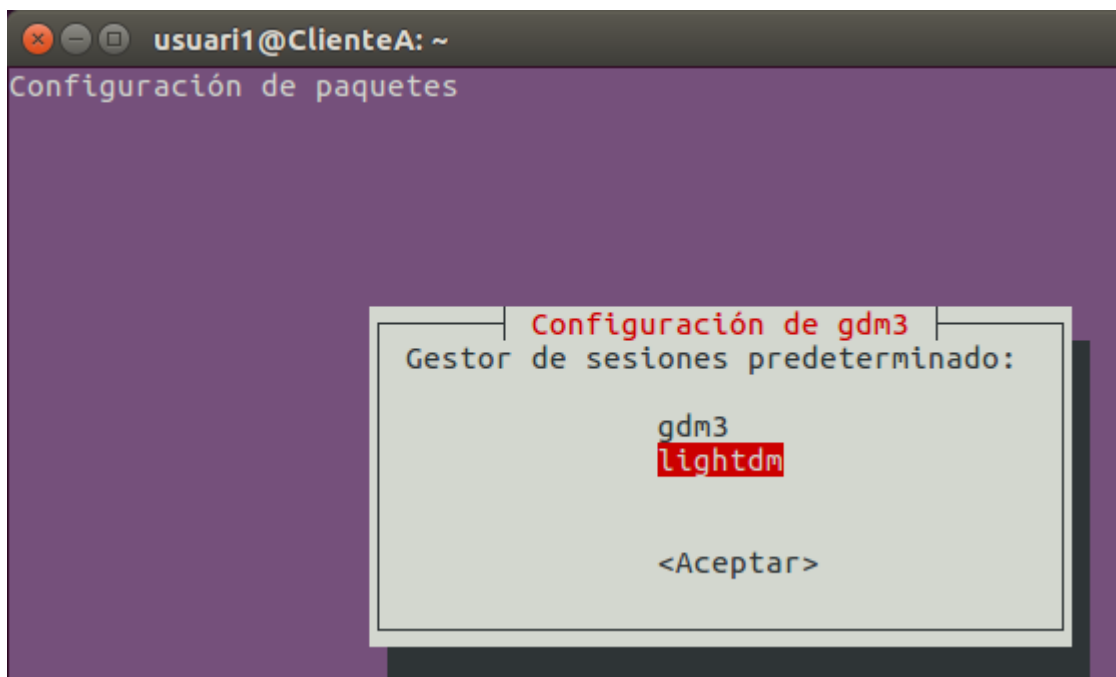 usuari1@ClienteA: ~
Configuración de paquetes
Configuración de gdm3
Gestor de sesiones predeterminado:
gdm3
lightdm
<Aceptar>